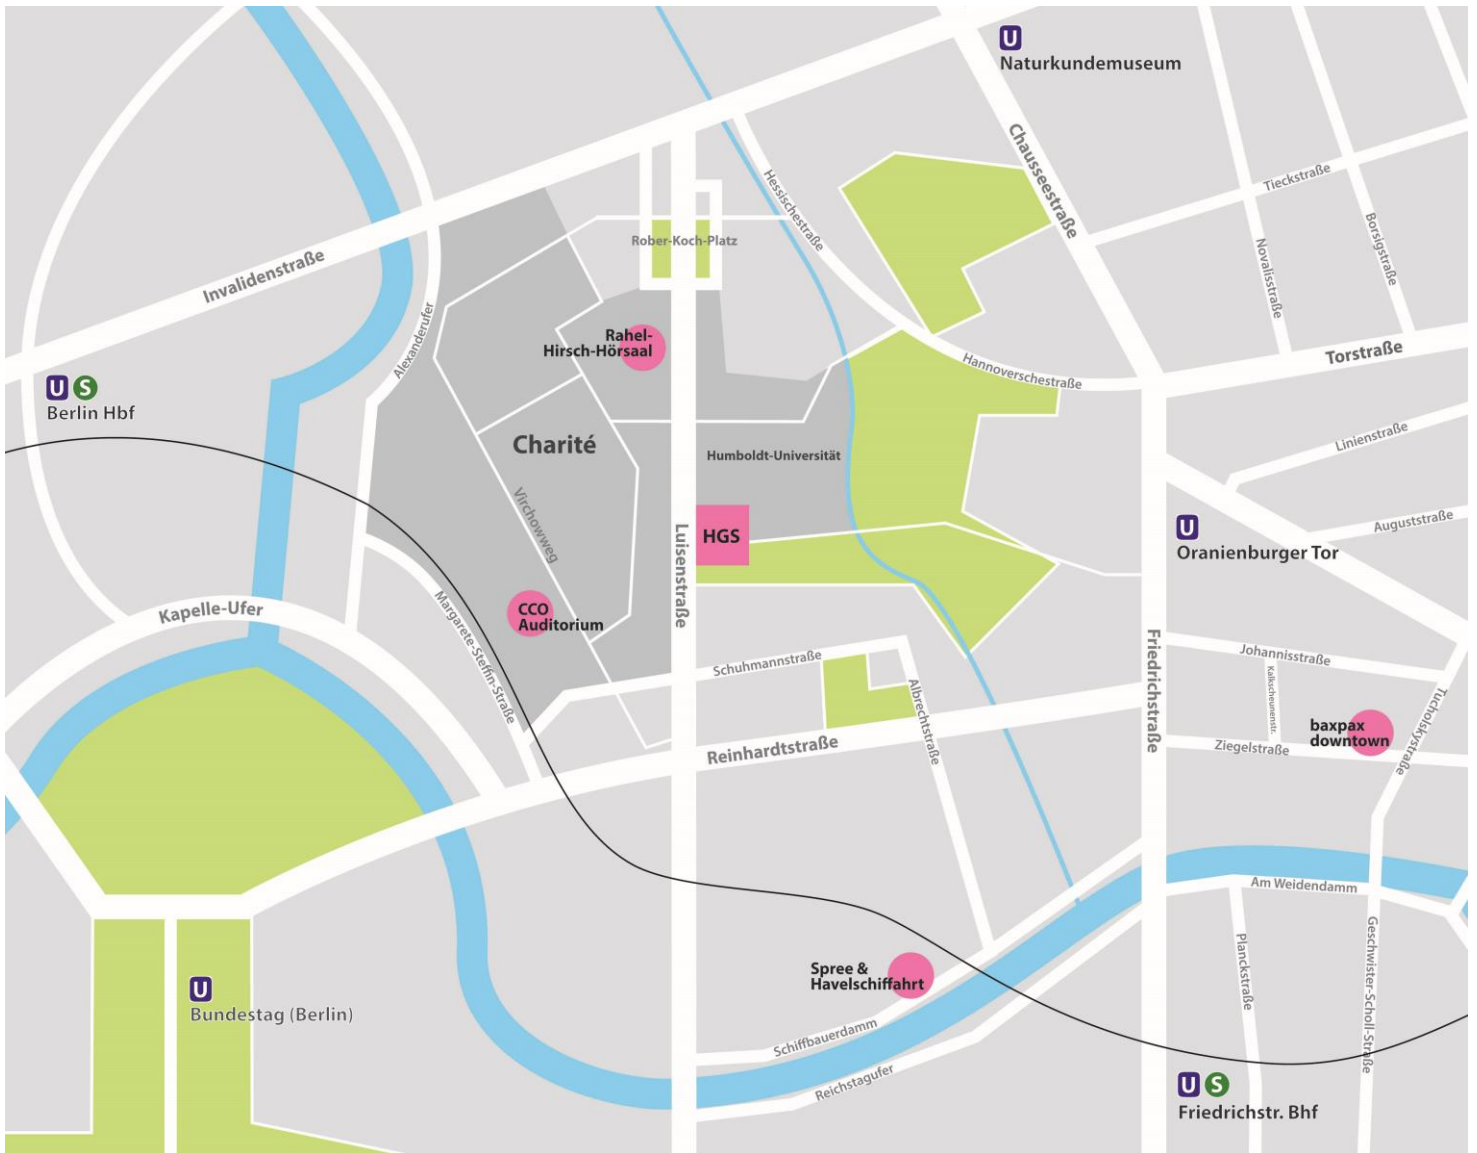 U
Naturkundemuseum
Chausseestraße
Hessischestraße
Tieckstraße
Rober-Koch-Platz
Borsigstraße
Novalisstraße
Invalidenstraße
Alexanderufer
Rahel-
Hirsch-Hörsaal
Hannoverschestraße
Torstraße
U S
Berlin Hbf
Charité
Humboldt-Universität
Linienstraße
Virchowweg
Luisenstraße
HGS
Auguststraße
U
Oranienburger Tor
Kapelle-Ufer
CCO
Auditorium
Margarete-Steffin-Straße
Schuhmannstraße
Friedrichstraße
Johannisstraße
Kalkscheunenstr.
Tucholskystraße
Albrechtstraße
Reinhardtstraße
baxpax
downtown
Ziegelstraße
Am Weidendamm
Spree &
Havelschiffahrt
Planckstraße
Geschwister-Scholl-Straße
U
Bundestag (Berlin)
Schiffbauerdamm
Reichstagufer
U S
Friedrichstr. Bhf